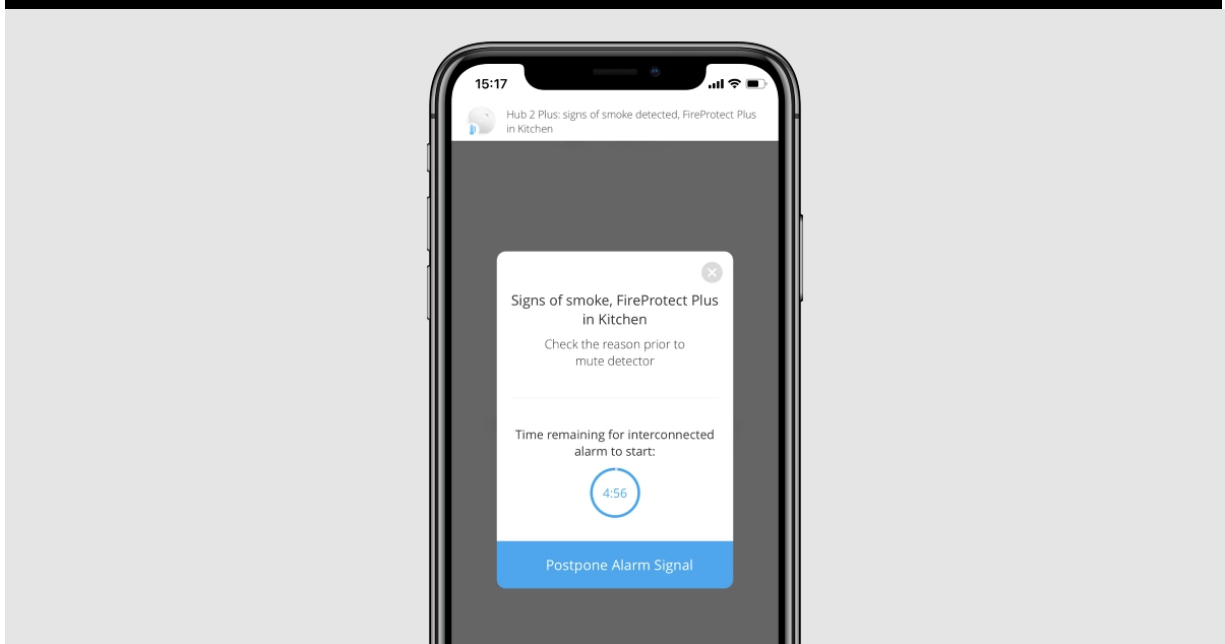 15:17
Hub 2 Plus: signs of smoke detected, FireProtect Plus
in Kitchen
Signs of smoke, FireProtect Plus
in Kitchen
Check the reason prior to
mute detector
Time remaining for interconnected
alarm to start:
4:56
Postpone Alarm Signal